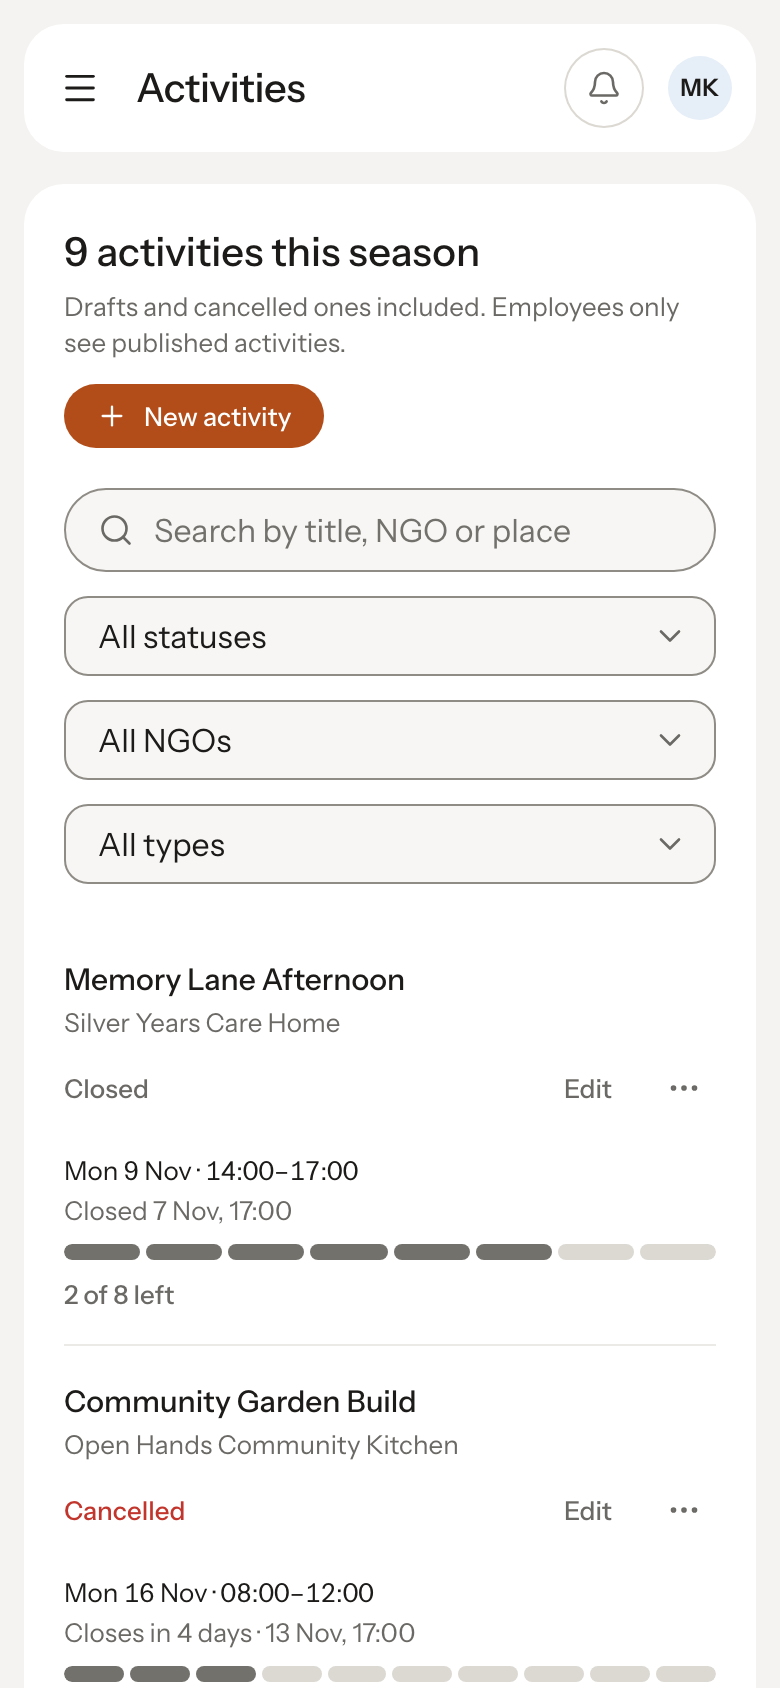 Activities
MK
9 activities this season
Drafts and cancelled ones included. Employees only
see published activities.
New activity
Search by title, NGO or place
All statuses
All NGOs
All types
Memory Lane Afternoon
Silver Years Care Home
Closed
Edit
Mon 9 Nov · 14:00–17:00
Closed 7 Nov, 17:00
2 of 8 left
Community Garden Build
Open Hands Community Kitchen
Cancelled
Edit
Mon 16 Nov · 08:00–12:00
Closes in 4 days · 13 Nov, 17:00